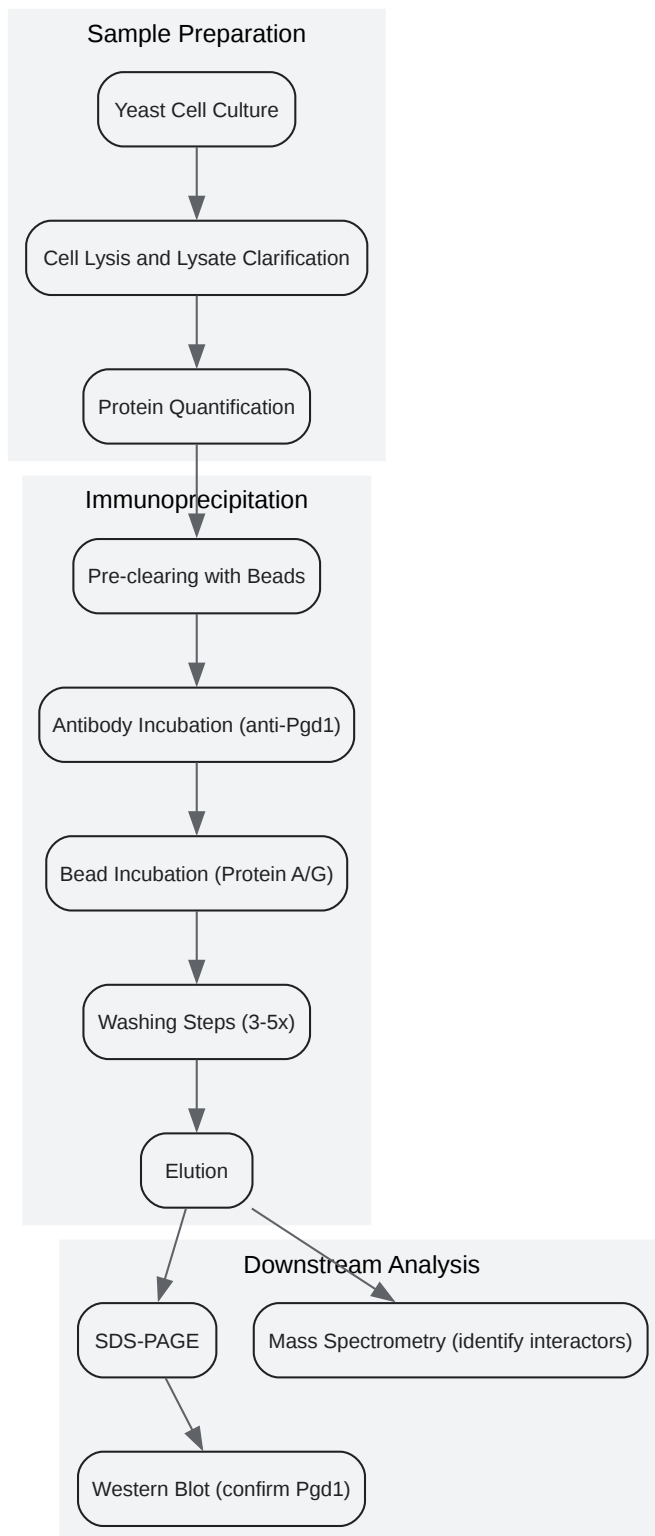 Sample Preparation
Yeast Cell Culture
Cell Lysis and Lysate Clarification
Protein Quantification
Immunoprecipitation
Pre-clearing with Beads
Antibody Incubation (anti-Pgd1)
Bead Incubation (Protein A/G)
Washing Steps (3-5x)
Elution
Downstream Analysis
SDS-PAGE
Mass Spectrometry (identify interactors)
Western Blot (confirm Pgd1)